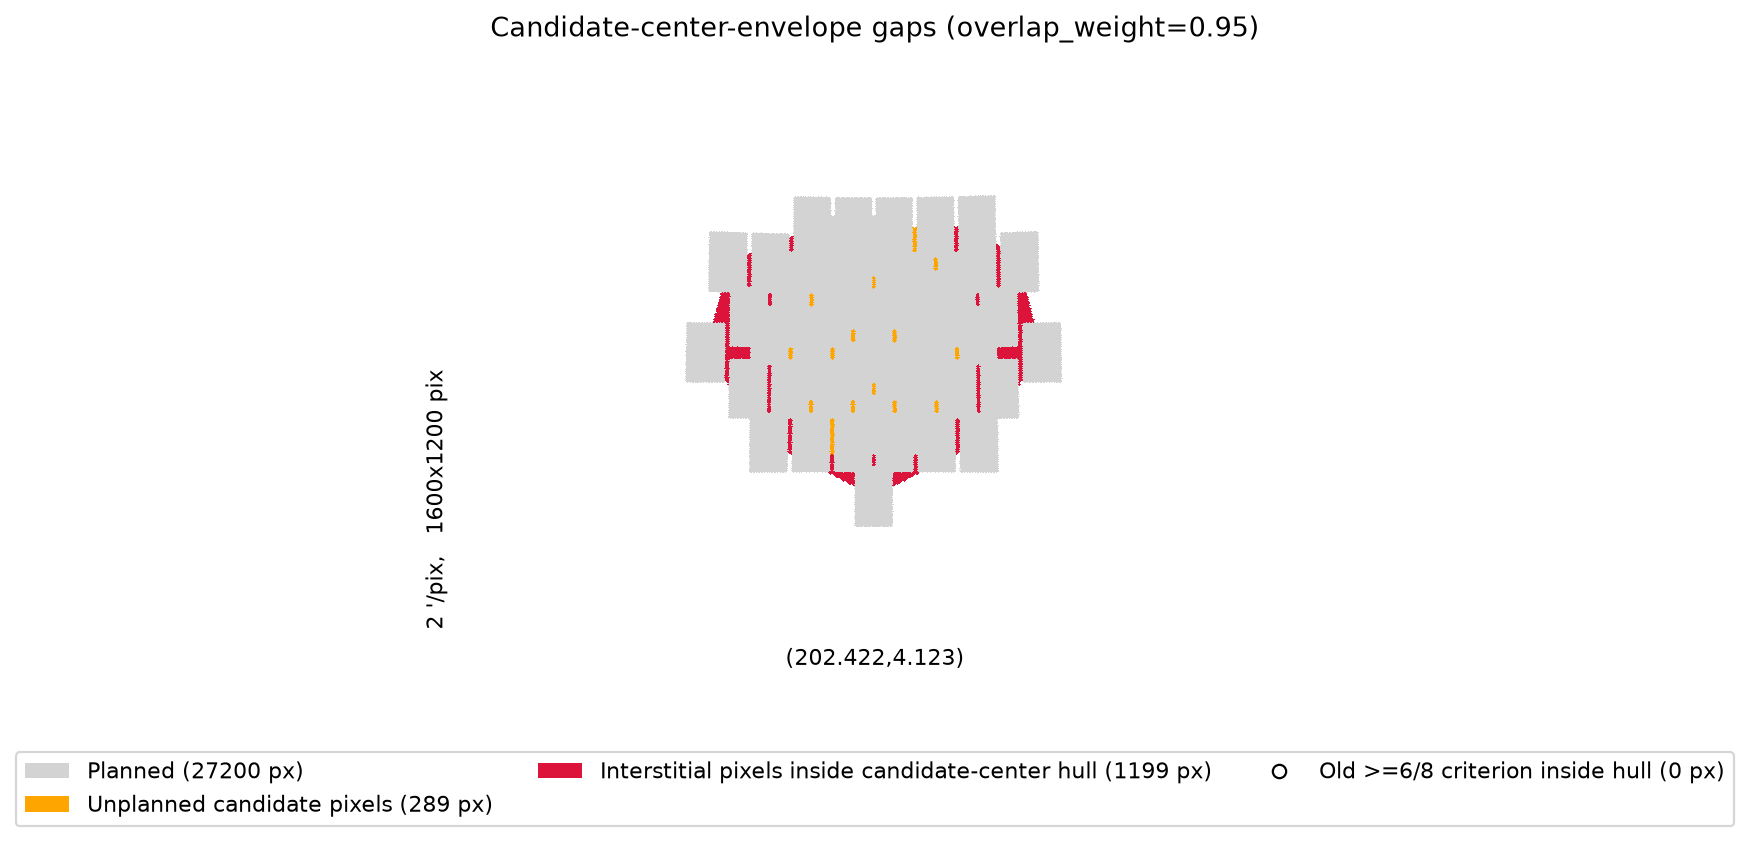 Candidate-center-envelope gaps (overlap_weight=0.95)
2 '/pix,   1600x1200 pix
(202.422,4.123)
Planned (27200 px)
Unplanned candidate pixels (289 px)
Interstitial pixels inside candidate-center hull (1199 px)
Old >=6/8 criterion inside hull (0 px)